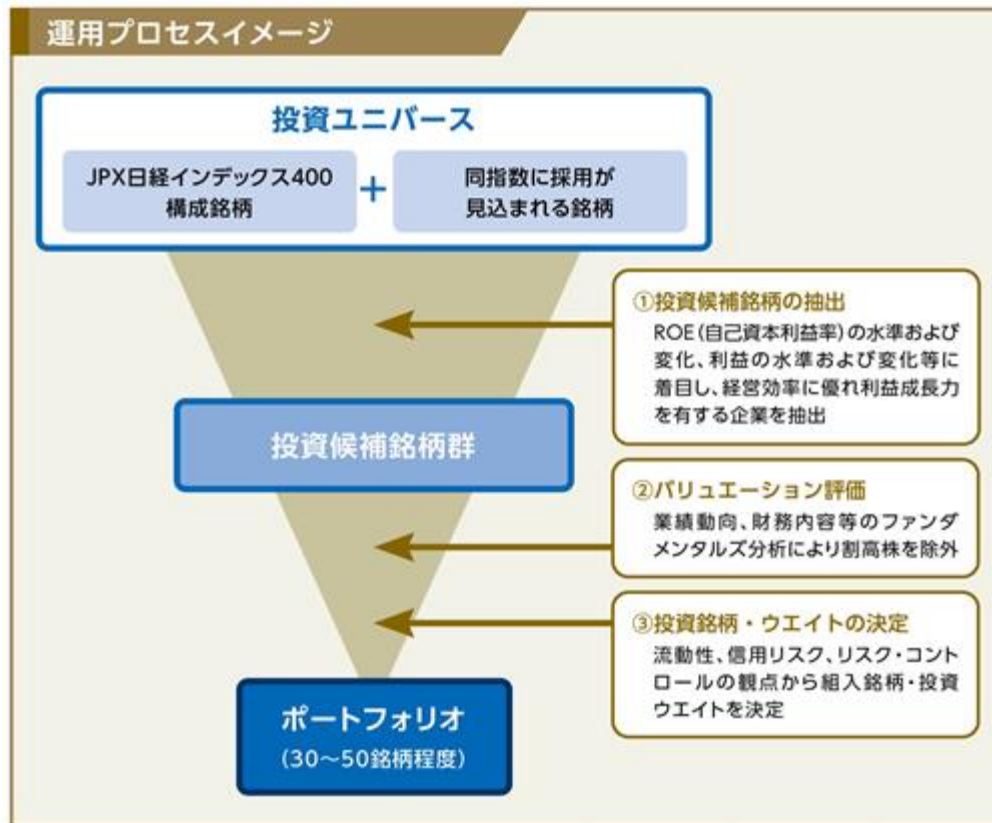 運用プロセスイメージ
投資ユニバース
JPX日経インデックス400
構成銘柄
+
同指数に採用が
見込まれる銘柄
①投資候補銘柄の抽出
ROE(自己資本利益率)の水準および
変化、利益の水準および変化等に
着目し、経営効率に優れ利益成長力
を有する企業を抽出
投資候補銘柄群
②バリュエーション評価
業績動向、財務内容等のファンダ
メンタルズ分析により割高株を除外
③投資銘柄・ウエイトの決定
流動性、信用リスク、リスク・コント
ロールの観点から組入銘柄・投資
ウエイトを決定
ポートフォリオ
(30～50銘柄程度)